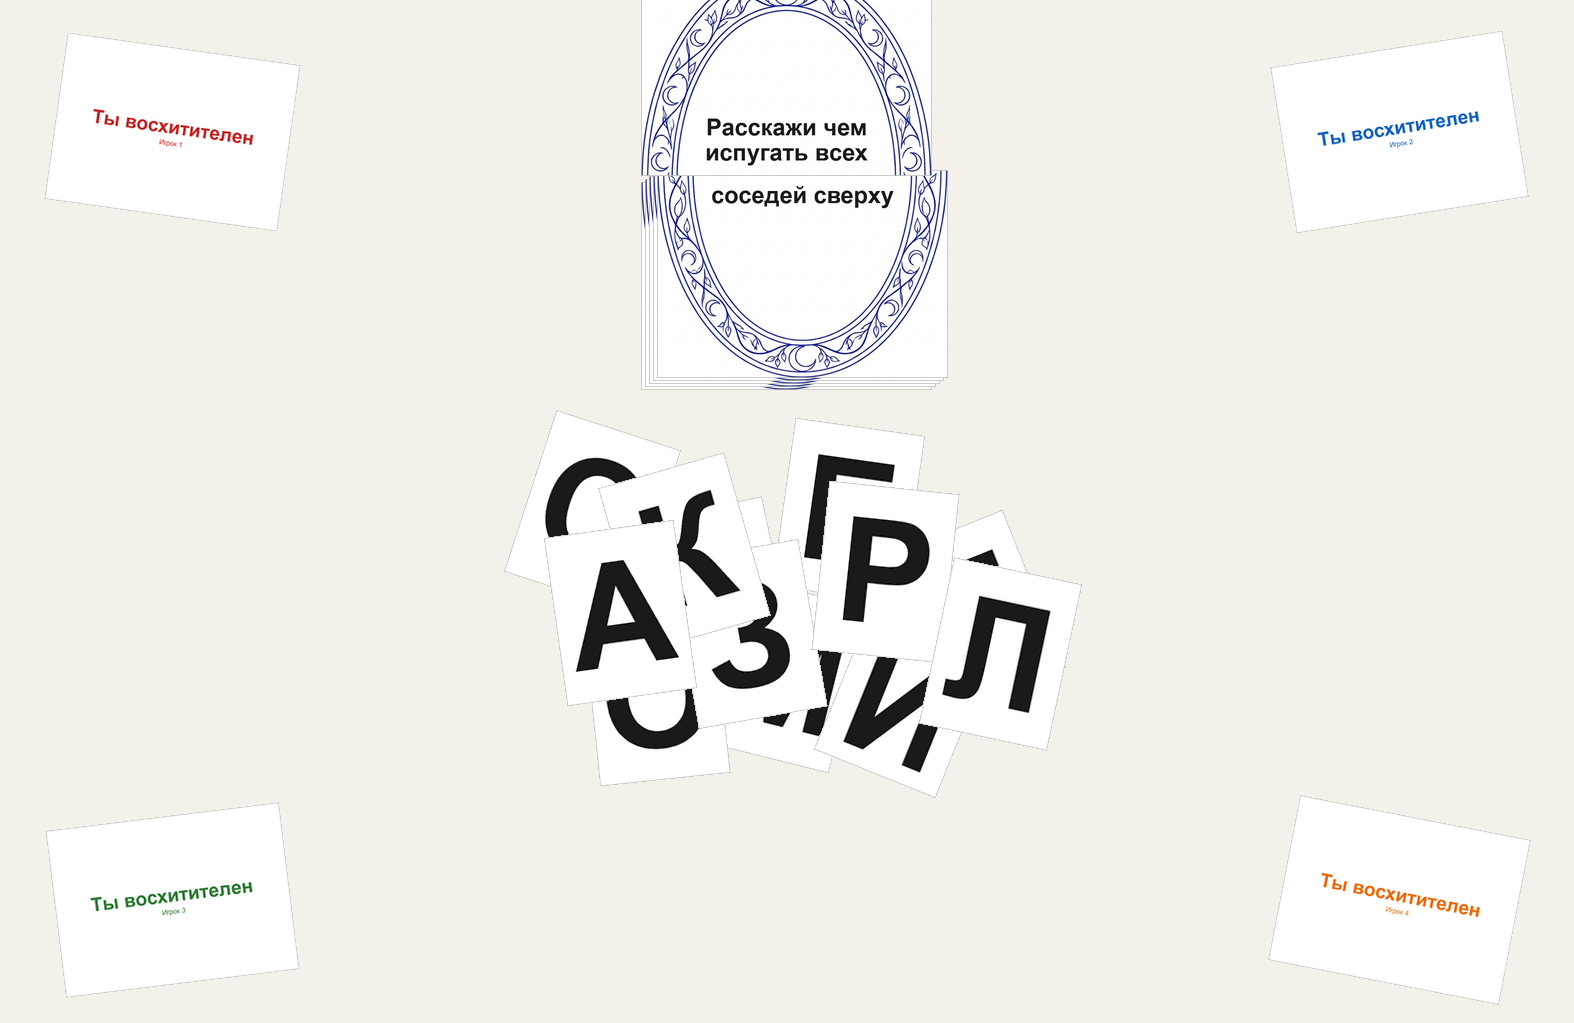 Ты восхитителен
Игрок 1
Расскажи чем
испугать всех
соседей сверху
Ты восхитителен
Игрок 2
Г
К
Р
А
З
И
Л
Ты восхитителен
Игрок 3
Ты восхитителен
Игрок 4